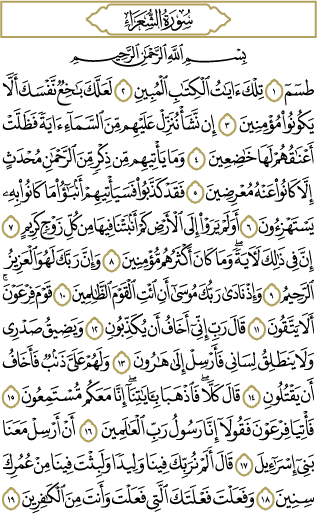 سُورَةُ الشُّعَرَاءِ
بِسْمِ اللَّهِ الرَّحْمَٰنِ الرَّحِيمِ
طسٓمٓ ١ تِلْكَ ءَايَٰتُ ٱلْكِتَٰبِ ٱلْمُبِينِ ٢ لَعَلَّكَ بَٰخِعٌ نَّفْسَكَ أَلَّا
يَكُونُوا۟ مُؤْمِنِينَ ٣ إِن نَّشَأْ نُنَزِّلْ عَلَيْهِم مِّنَ ٱلسَّمَآءِ ءَايَةً فَظَلَّتْ
أَعْنَٰقُهُمْ لَهَا خَٰضِعِينَ ٤ وَمَا يَأْتِيهِم مِّن ذِكْرٍ مِّنَ ٱلرَّحْمَٰنِ مُحْدَثٍ
إِلَّا كَانُوا۟ عَنْهُ مُعْرِضِينَ ٥ فَقَدْ كَذَّبُوا۟ فَسَيَأْتِيهِمْ أَنۢبَٰٓؤُا۟ مَا كَانُوا۟ بِهِۦ
يَسْتَهْزِءُونَ ٦ أَوَلَمْ يَرَوْا۟ إِلَى ٱلْأَرْضِ كَمْ أَنۢبَتْنَا فِيهَا مِن كُلِّ زَوْجٍ كَرِيمٍ ٧
إِنَّ فِى ذَٰلِكَ لَءَايَةً ۖ وَمَا كَانَ أَكْثَرُهُم مُّؤْمِنِينَ ٨ وَإِنَّ رَبَّكَ لَهُوَ ٱلْعَزِيزُ
ٱلرَّحِيمُ ٩ وَإِذْ نَادَىٰ رَبُّكَ مُوسَىٰٓ أَنِ ٱئْتِ ٱلْقَوْمَ ٱلظَّٰلِمِينَ ١٠ قَوْمَ فِرْعَوْنَ ۚ
أَلَا يَتَّقُونَ ١١ قَالَ رَبِّ إِنِّىٓ أَخَافُ أَن يُكَذِّبُونِ ١٢ وَيَضِيقُ صَدْرِى
وَلَا يَنطَلِقُ لِسَانِى فَأَرْسِلْ إِلَىٰ هَٰرُونَ ١٣ وَلَهُمْ عَلَىَّ ذَنۢبٌ فَأَخَافُ
أَن يَقْتُلُونِ ١٤ قَالَ كَلَّا ۖ فَٱذْهَبَا بِـَٔايَٰتِنَآ ۖ إِنَّا مَعَكُم مُّسْتَمِعُونَ ١٥
فَأْتِيَا فِرْعَوْنَ فَقُولَآ إِنَّا رَسُولُ رَبِّ ٱلْعَٰلَمِينَ ١٦ أَنْ أَرْسِلْ مَعَنَا
بَنِىٓ إِسْرَٰٓءِيلَ ١٧ قَالَ أَلَمْ نُرَبِّكَ فِينَا وَلِيدًا وَلَبِثْتَ فِينَا مِنْ عُمُرِكَ
سِنِينَ ١٨ وَفَعَلْتَ فَعْلَتَكَ ٱلَّتِى فَعَلْتَ وَأَنتَ مِنَ ٱلْكَٰفِرِينَ ١٩